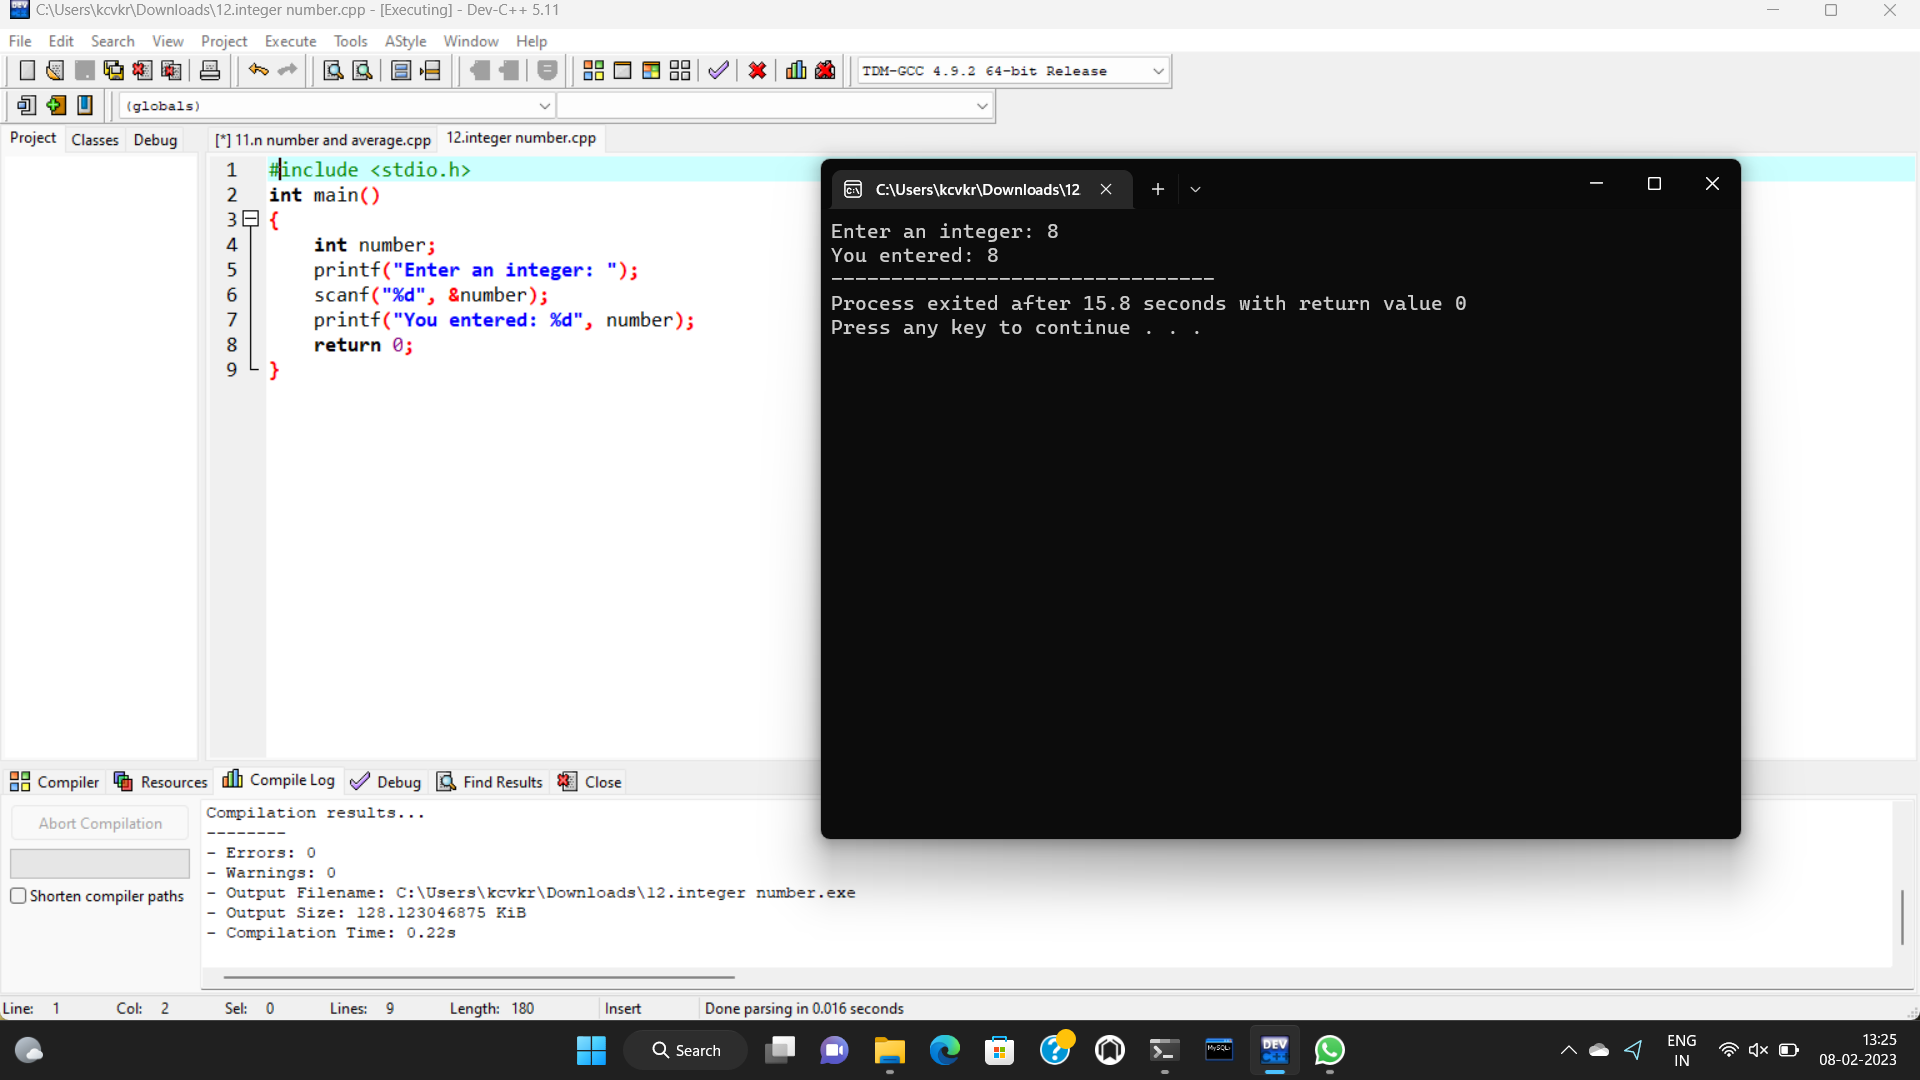 C:\Users\kcvkr\Downloads\12.integer number.cpp - [Executing] - Dev-C++ 5.11
File Edit Search View Project Execute Tools AStyle Window Help
TDM-GCC 4.9.2 64-bit Release
(globals)
Project Classes Debug [*] 11.n number and average.cpp 12.integer number.cpp
1 #include <stdio.h>
2 int main()
3 {
4 int number;
5 printf("Enter an integer: ");
6 scanf("%d", &number);
7 printf("You entered: %d", number);
8 return 0;
9 }
C:\Users\kcvkr\Downloads\12
Enter an integer: 8
You entered: 8
--------------------------------
Process exited after 15.8 seconds with return value 0
Press any key to continue . . .
Compiler Resources Compile Log Debug Find Results Close
Abort Compilation
Shorten compiler paths
Compilation results...
--------
- Errors: 0
- Warnings: 0
- Output Filename: C:\Users\kcvkr\Downloads\12.integer number.exe
- Output Size: 128.123046875 KiB
- Compilation Time: 0.22s
Line: 1 Col: 2 Sel: 0 Lines: 9 Length: 180 Insert Done parsing in 0.016 seconds
Search
MySQL
DEV C++
ENG
IN
13:25
08-02-2023